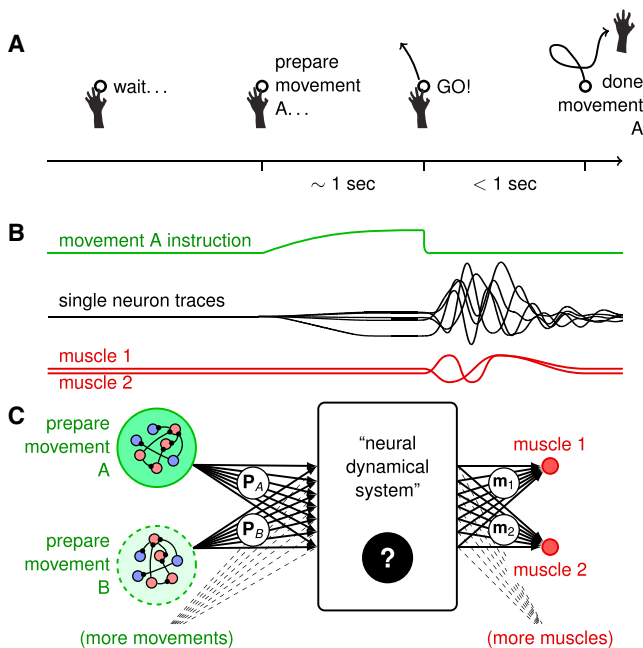 A
wait. . .
prepare
movement
A. . .
GO!
done
movement
A
∼ 1 sec
< 1 sec
B
movement A instruction
single neuron traces
muscle 1
muscle 2
C
prepare
movement
A
prepare
movement
B
P_A
P_B
(more movements)
“neural
dynamical
system”
?
m_1
m_2
muscle 1
muscle 2
(more muscles)